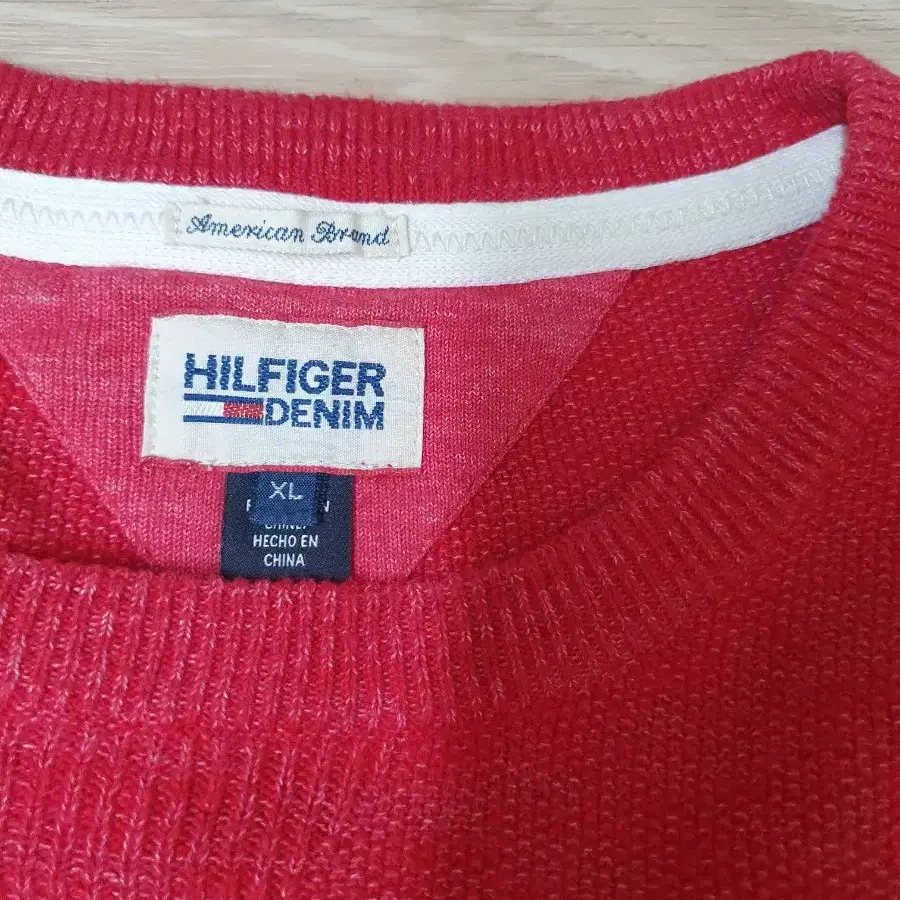 American Brand
HILFIGER
DENIM
XL
HECHO EN
CHINA